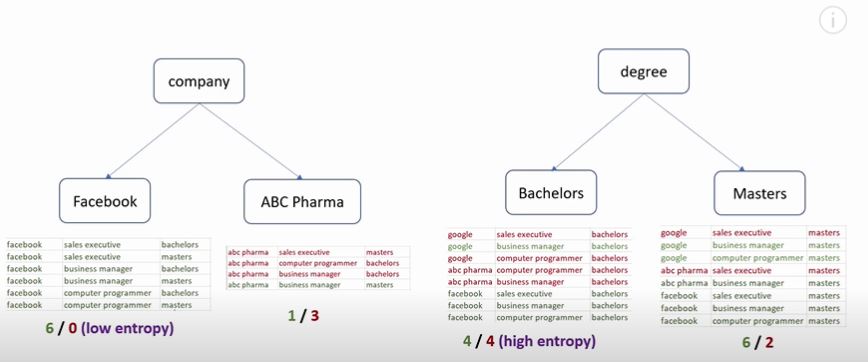 company
Facebook
ABC Pharma
facebook sales executive bachelors
facebook sales executive masters
facebook business manager bachelors
facebook business manager masters
facebook computer programmer bachelors
facebook computer programmer masters
6 / 0 (low entropy)
abc pharma sales executive masters
abc pharma computer programmer bachelors
abc pharma business manager bachelors
abc pharma business manager masters
1 / 3
degree
Bachelors
Masters
google sales executive bachelors
google business manager bachelors
google computer programmer bachelors
abc pharma computer programmer bachelors
abc pharma business manager bachelors
facebook sales executive bachelors
facebook business manager bachelors
facebook computer programmer bachelors
4 / 4 (high entropy)
google sales executive masters
google business manager masters
google computer programmer masters
abc pharma sales executive masters
abc pharma business manager masters
facebook sales executive masters
facebook business manager masters
facebook computer programmer masters
6 / 2